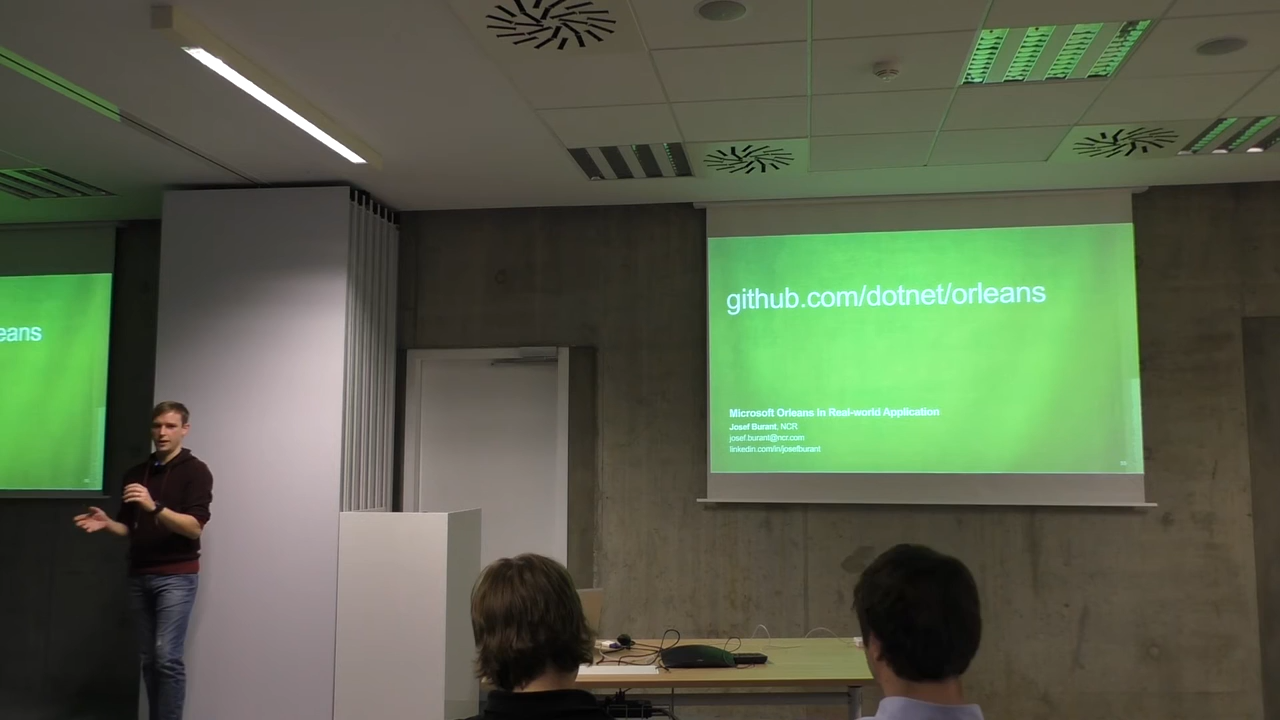 eans
github.com/dotnet/orleans
Microsoft Orleans in Real-world Application
Josef Burant, NCR
josef.burant@ncr.com
linkedin.com/in/josefburant